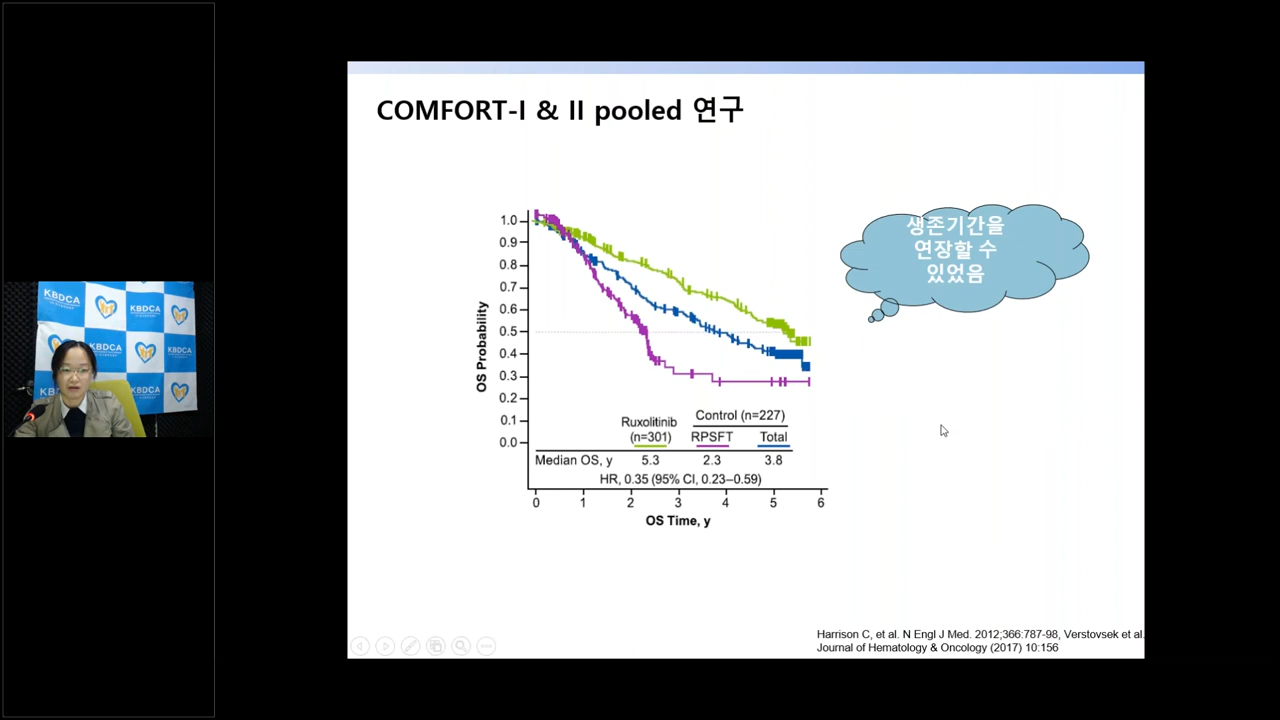 COMFORT-I & II pooled 연구
생존기간을
연장할 수
있었음
OS Probability
1.0
0.9
0.8
0.7
0.6
0.5
0.4
0.3
0.2
0.1
0.0
Ruxolitinib
(n=301)
Control (n=227)
RPSFT Total
Median OS, y 5.3 2.3 3.8
HR, 0.35 (95% CI, 0.23–0.59)
0 1 2 3 4 5 6
OS Time, y
Harrison C, et al. N Engl J Med. 2012;366:787-98, Verstovsek et al.
Journal of Hematology & Oncology (2017) 10:156
KBDCA
KBDCA
KBDCA
KBDCA